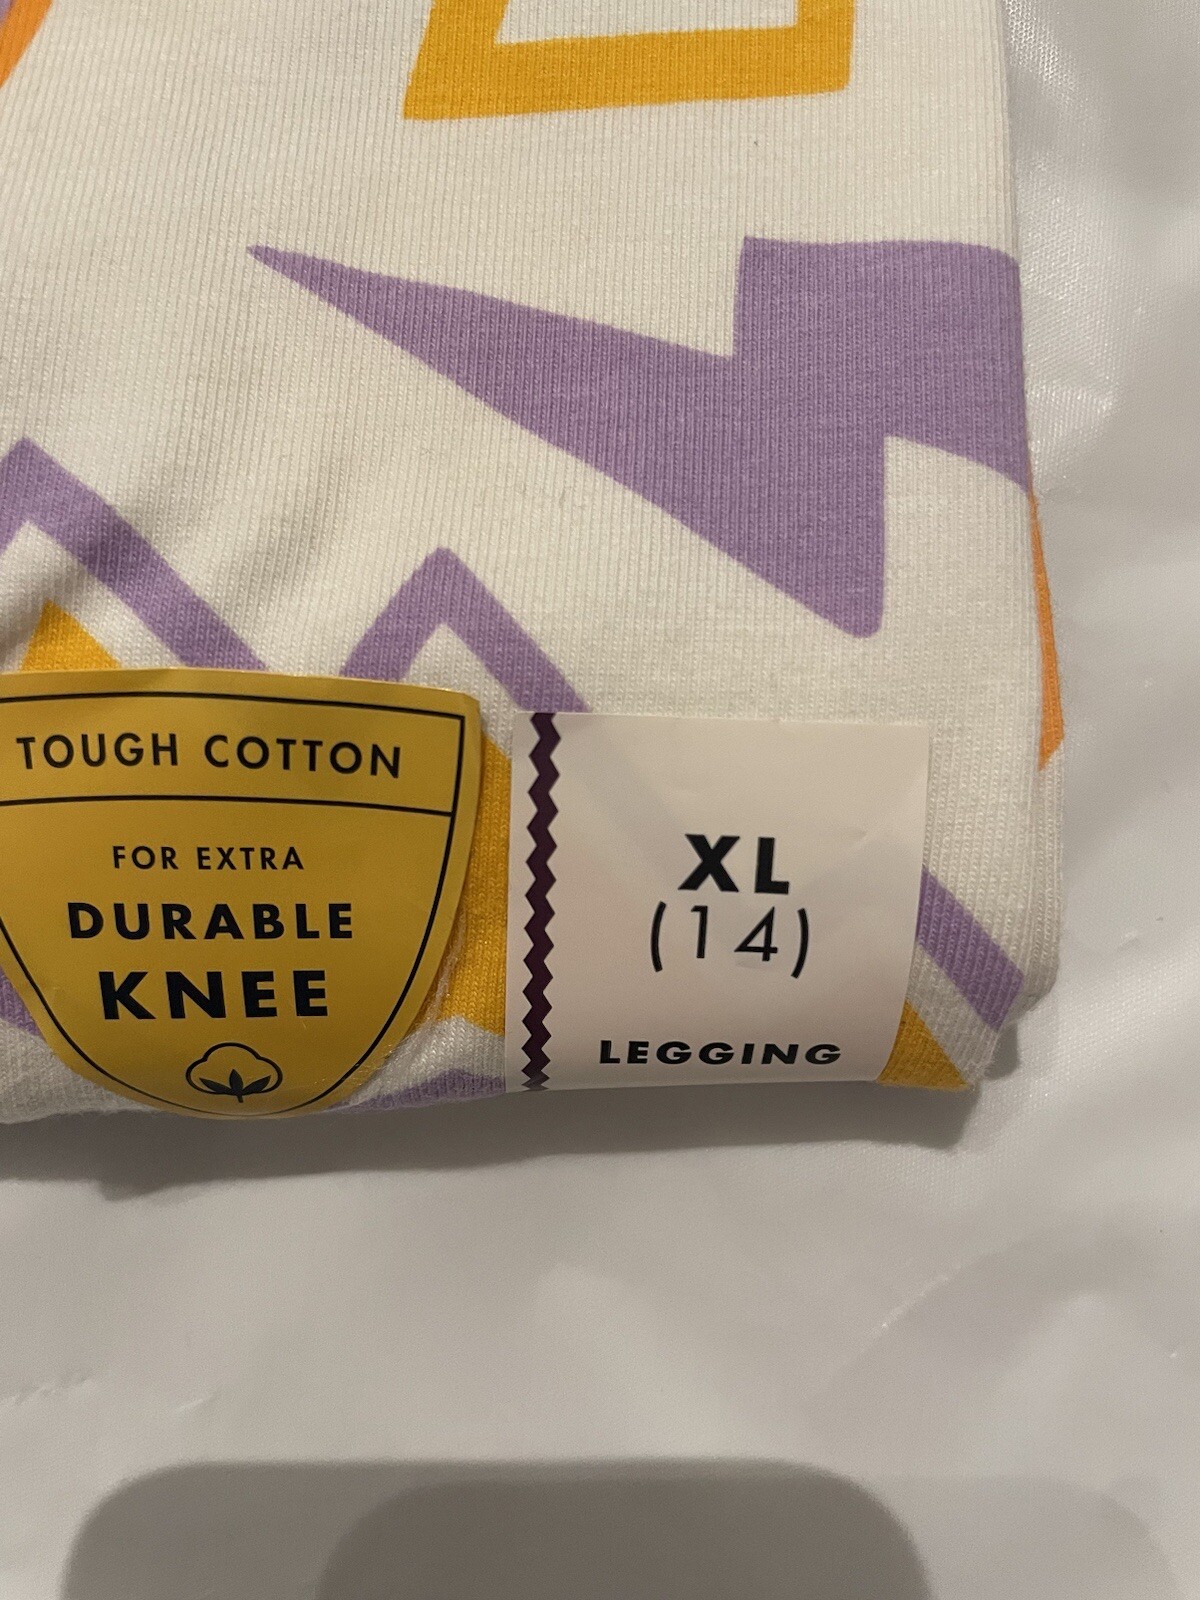 TOUGH COTTON
FOR EXTRA
DURABLE
KNEE
XL
(14)
LEGGING